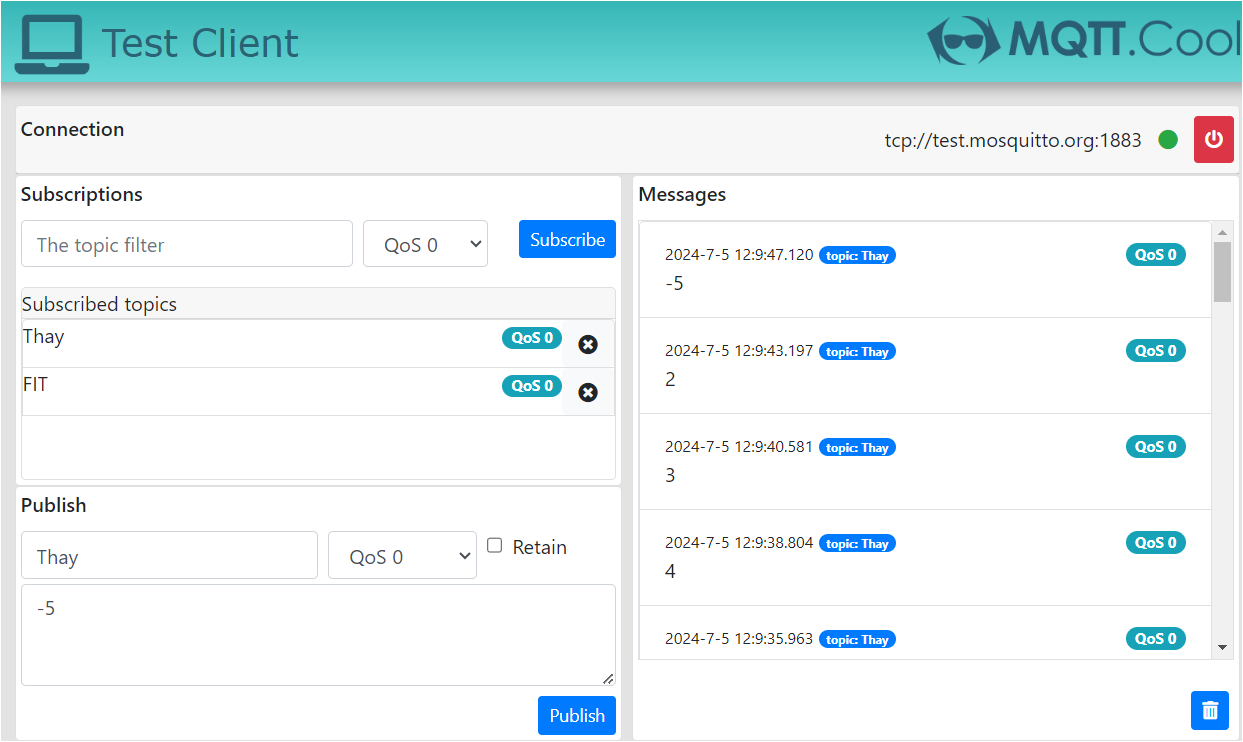 Test Client
MQTT.Cool
Connection
tcp://test.mosquitto.org:1883
Subscriptions
The topic filter
QoS 0
Subscribe
Subscribed topics
Thay
QoS 0
FIT
QoS 0
Publish
Thay
QoS 0
Retain
-5
Publish
Messages
2024-7-5 12:9:47.120 topic: Thay QoS 0
-5
2024-7-5 12:9:43.197 topic: Thay QoS 0
2
2024-7-5 12:9:40.581 topic: Thay QoS 0
3
2024-7-5 12:9:38.804 topic: Thay QoS 0
4
2024-7-5 12:9:35.963 topic: Thay QoS 0